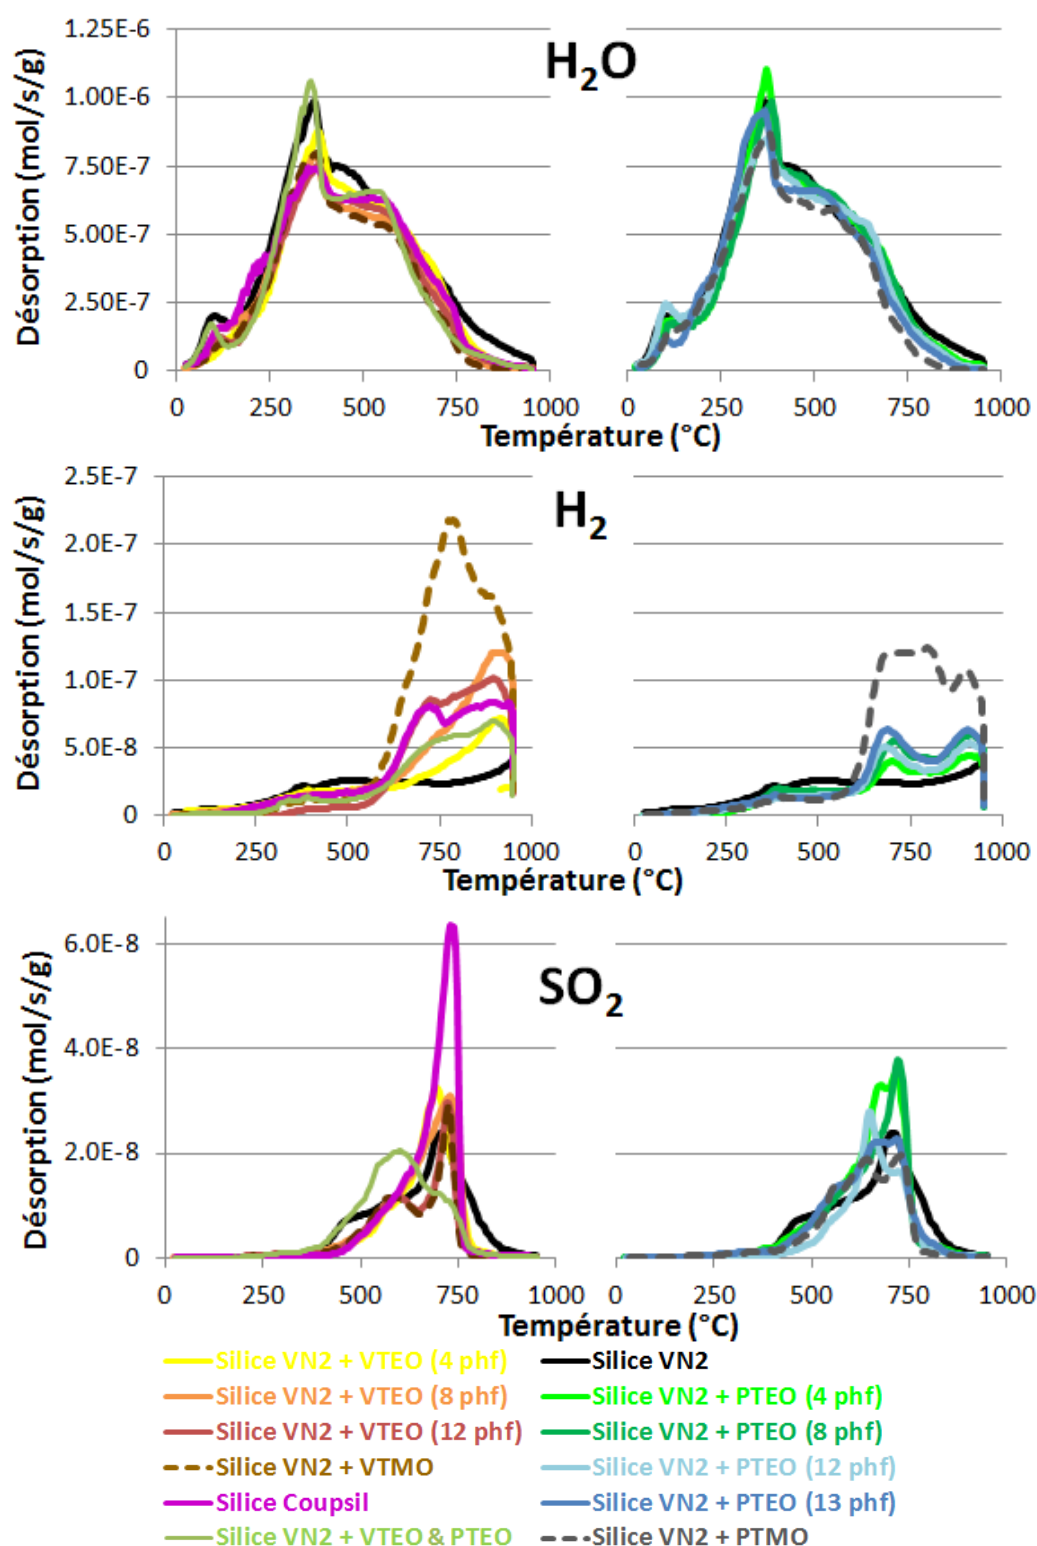 H2O
Désorption (mol/s/g)
1.25E-6
1.00E-6
7.50E-7
5.00E-7
2.50E-7
0
0 250 500 750 1000 0 250 500 750 1000
Température (°C)
H2
Désorption (mol/s/g)
2.5E-7
2.0E-7
1.5E-7
1.0E-7
5.0E-8
0
0 250 500 750 1000 0 250 500 750 1000
Température (°C)
SO2
Désorption (mol/s/g)
6.0E-8
4.0E-8
2.0E-8
0
0 250 500 750 1000 0 250 500 750 1000
Température (°C)
Silice VN2 + VTEO (4 phf) Silice VN2
Silice VN2 + VTEO (8 phf) Silice VN2 + PTEO (4 phf)
Silice VN2 + VTEO (12 phf) Silice VN2 + PTEO (8 phf)
Silice VN2 + VTMO Silice VN2 + PTEO (12 phf)
Silice Coupsil Silice VN2 + PTEO (13 phf)
Silice VN2 + VTEO & PTEO Silice VN2 + PTMO